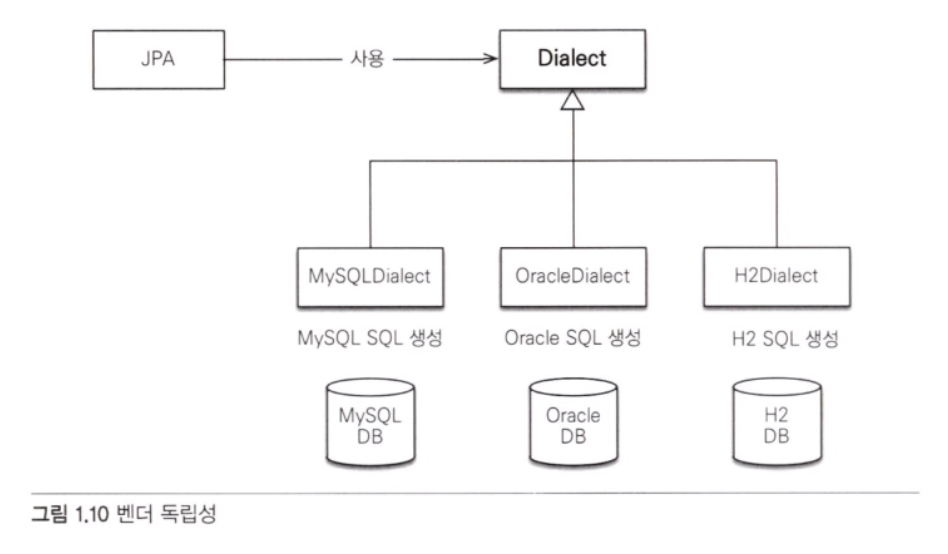 JPA
사용
Dialect
MySQLDialect
OracleDialect
H2Dialect
MySQL SQL 생성
Oracle SQL 생성
H2 SQL 생성
MySQL
DB
Oracle
DB
H2
DB
그림 1.10 벤더 독립성